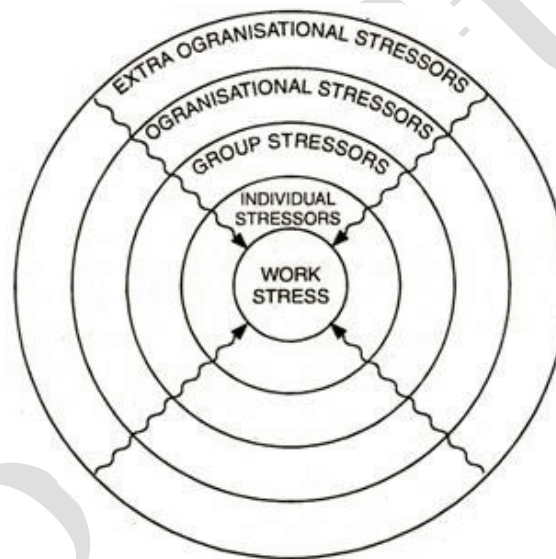 EXTRA OGRANISATIONAL STRESSORS
OGRANISATIONAL STRESSORS
GROUP STRESSORS
INDIVIDUAL
STRESSORS
WORK
STRESS